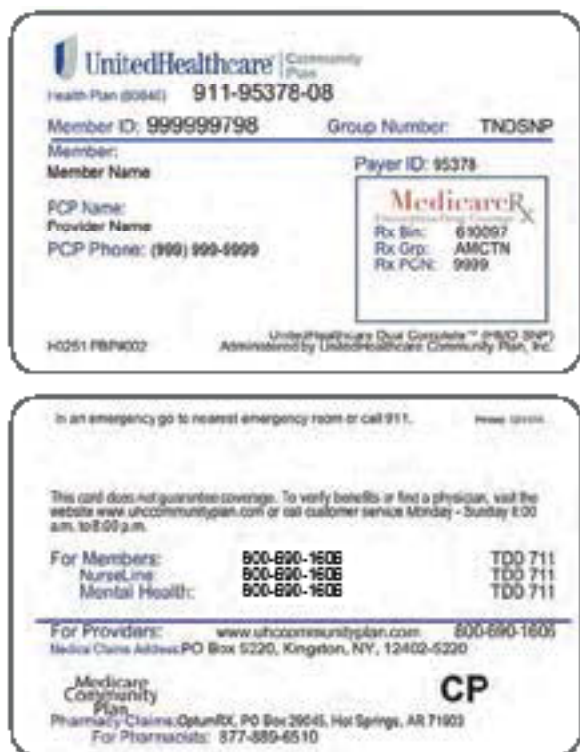 UnitedHealthcare Community Plan
Health Plan (80840) 911-95378-08
Member ID: 999999798 Group Number: TNDSNP
Member:
Member Name
Payer ID: 95378
PCP Name:
Provider Name
PCP Phone: (999) 999-9999
MedicareRx
Prescription Drug Coverage
Rx Bin: 610097
Rx Grp: AMCTN
Rx PCN: 9999
H0251 PBP#002
UnitedHealthcare Dual Complete™ (HMO SNP)
Administered by UnitedHealthcare Community Plan, Inc.
In an emergency go to nearest emergency room or call 911.
This card does not guarantee coverage. To verify benefits or find a physician, visit the
website www.uhccommunityplan.com or call customer service Monday - Sunday 8:00
a.m. to 8:00 p.m.
For Members: 800-690-1606 TDD 711
NurseLine: 800-690-1606 TDD 711
Mental Health: 800-690-1606 TDD 711
For Providers: www.uhccommunityplan.com 800-690-1606
Medical Claims Address: PO Box 5220, Kingston, NY, 12402-5220
Medicare
Community
Plan
CP
Pharmacy Claims: OptumRX, PO Box 29045, Hot Springs, AR 71903
For Pharmacists: 877-889-6510